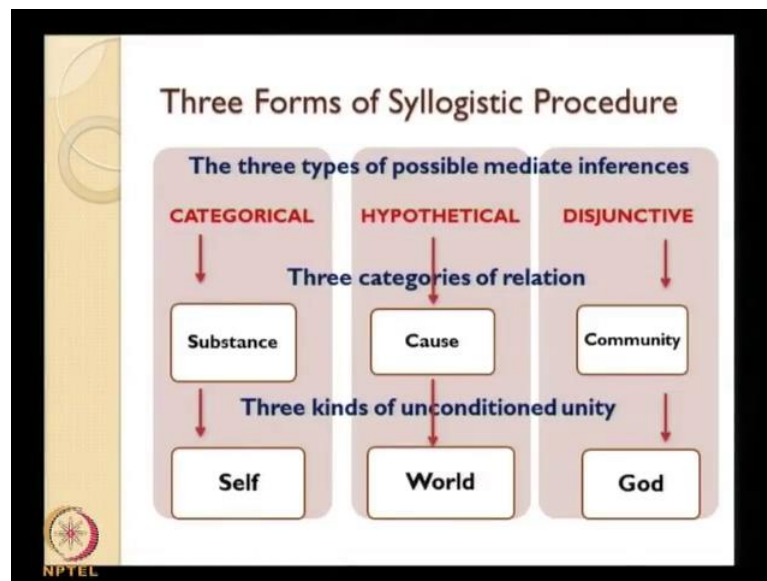 Three Forms of Syllogistic Procedure
The three types of possible mediate inferences
CATEGORICAL HYPOTHETICAL DISJUNCTIVE
Three categories of relation
Substance Cause Community
Three kinds of unconditioned unity
Self World God
NPTEL